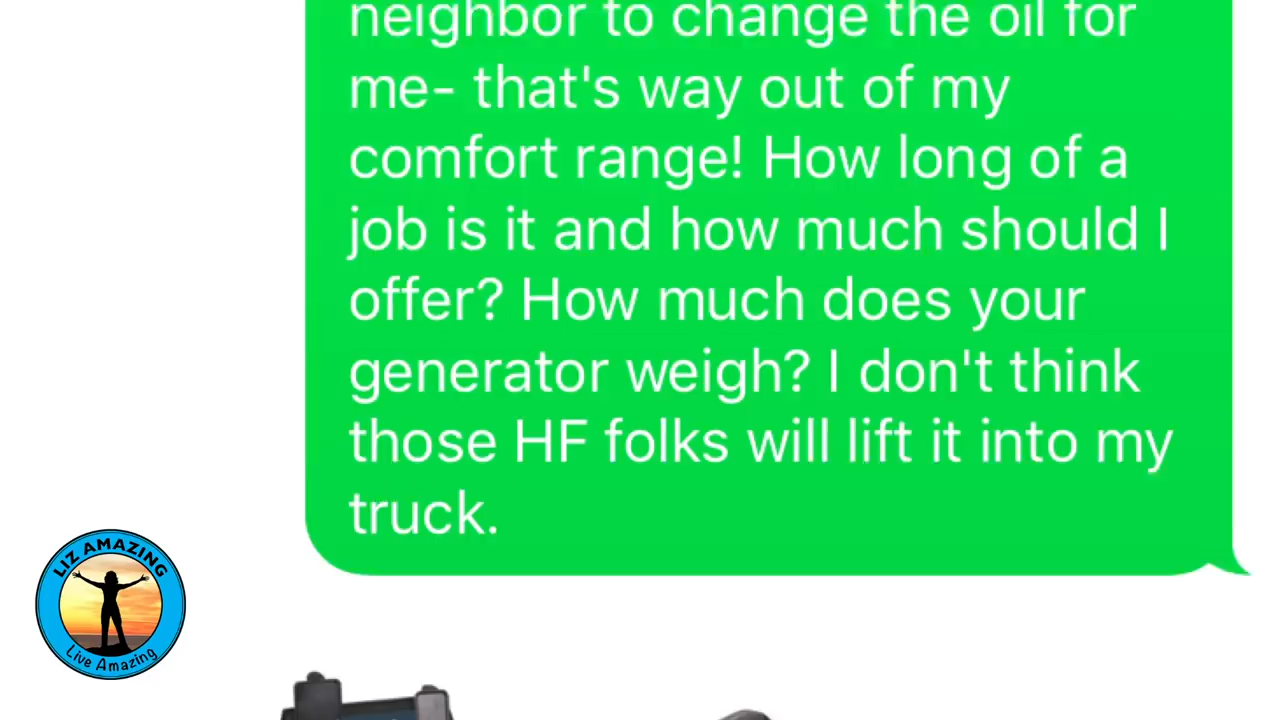 neighbor to change the oil for
me- that's way out of my
comfort range! How long of a
job is it and how much should I
offer? How much does your
generator weigh? I don't think
those HF folks will lift it into my
truck.
LIZ AMAZING
Live Amazing